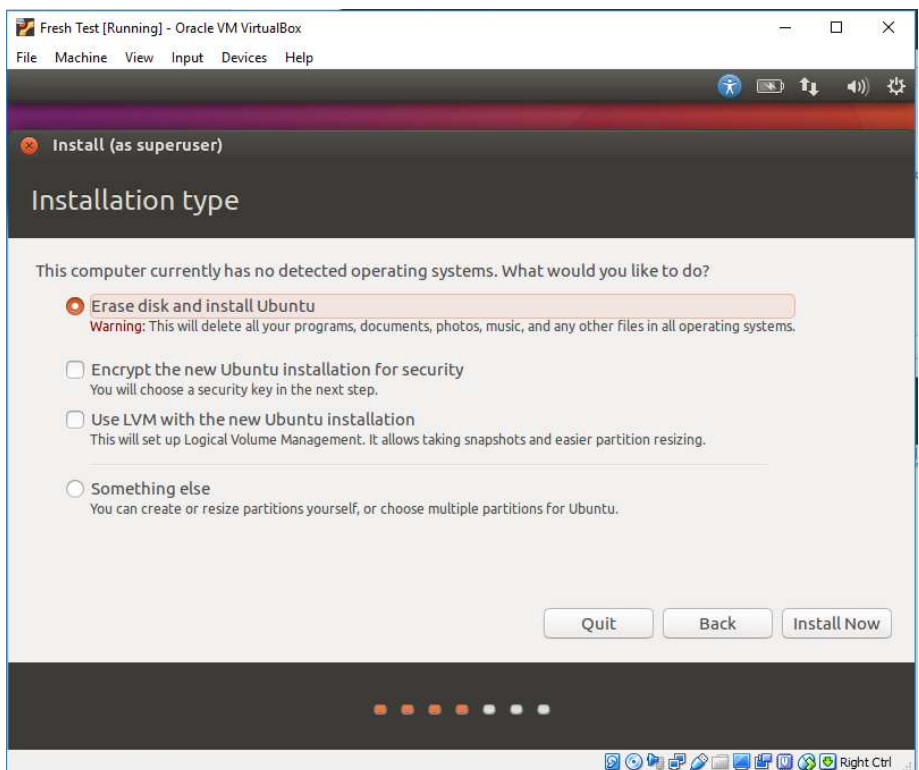 Fresh Test [Running] - Oracle VM VirtualBox
File Machine View Input Devices Help
Install (as superuser)
Installation type
This computer currently has no detected operating systems. What would you like to do?
Erase disk and install Ubuntu
Warning: This will delete all your programs, documents, photos, music, and any other files in all operating systems.
Encrypt the new Ubuntu installation for security
You will choose a security key in the next step.
Use LVM with the new Ubuntu installation
This will set up Logical Volume Management. It allows taking snapshots and easier partition resizing.
Something else
You can create or resize partitions yourself, or choose multiple partitions for Ubuntu.
Quit Back Install Now
Right Ctrl